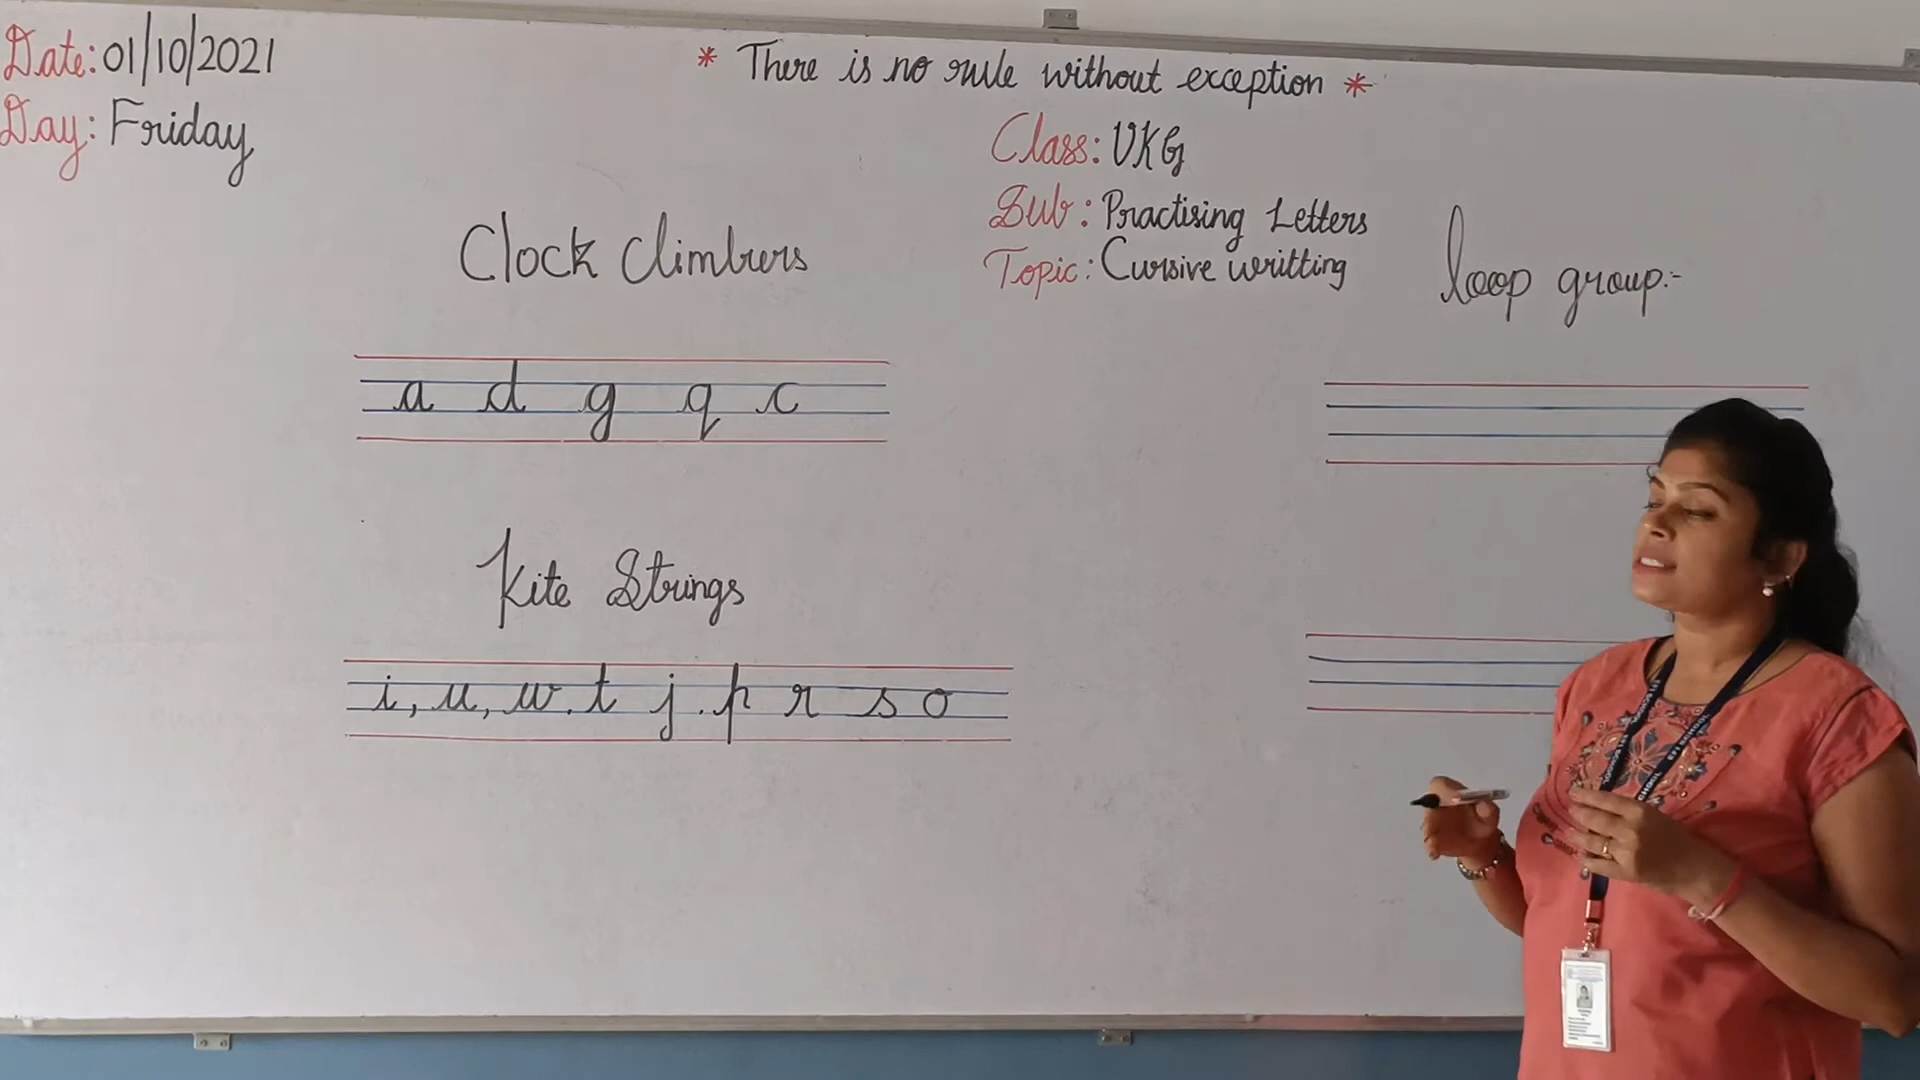 Date: 01/10/2021
Day: Friday
* There is no rule without exception *
Class: UKG
Sub: Practising Letters
Topic: Cursive writting
Clock Climbers
a d g q c
Kite Strings
i, u, w. t j. p r s o
loop group:-